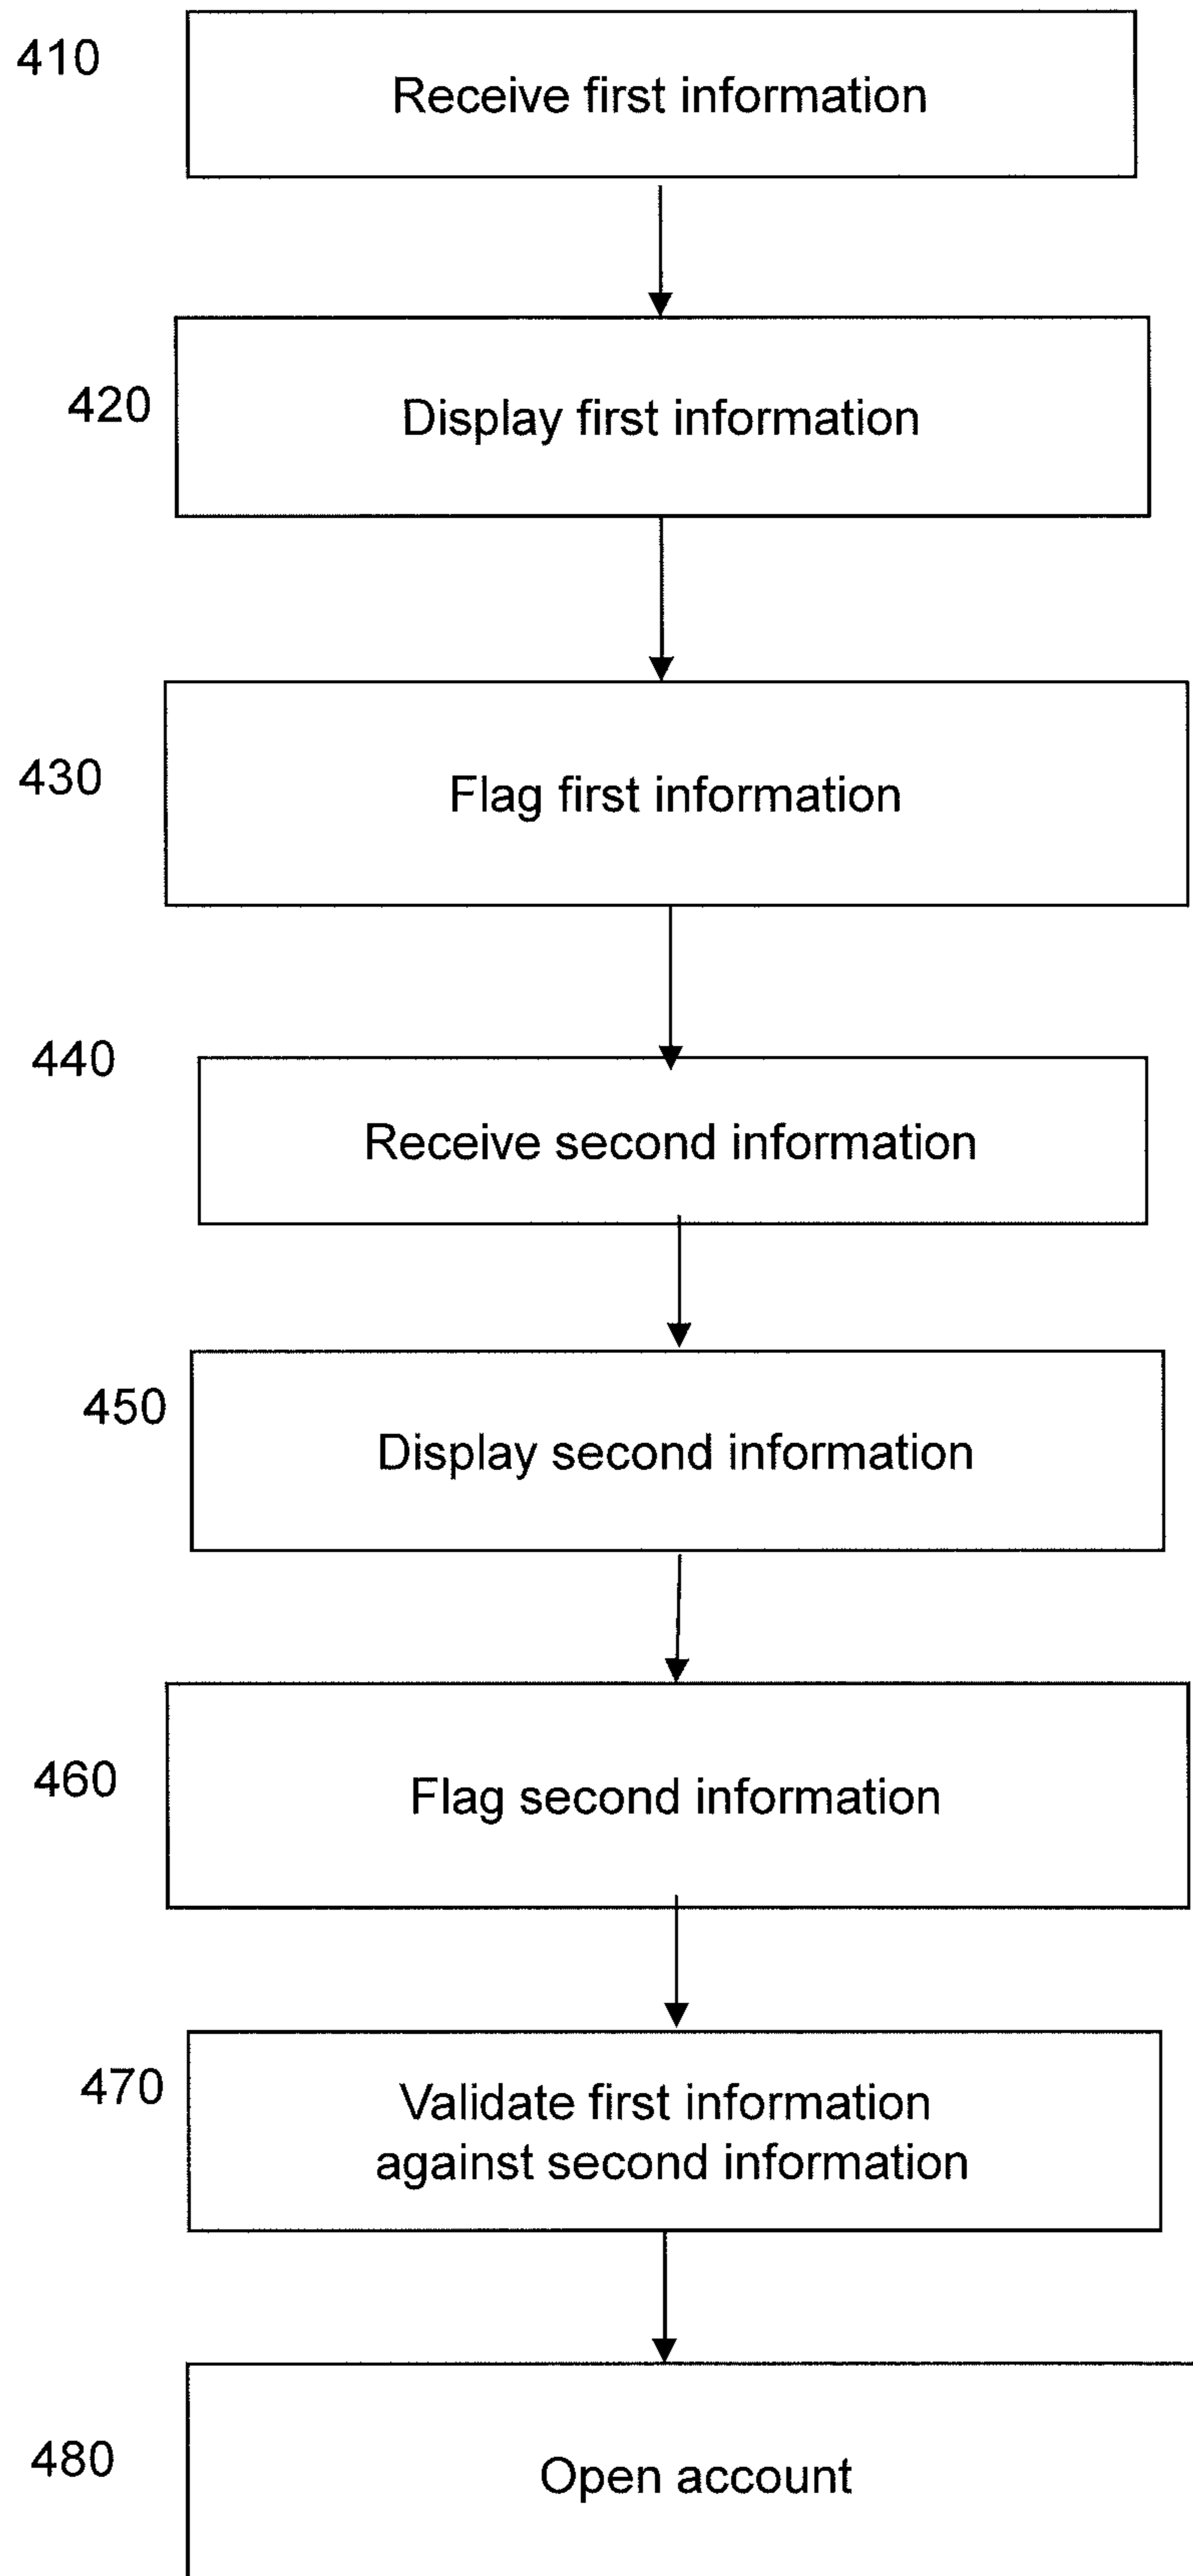 410
Receive first information
420
Display first information
430
Flag first information
440
Receive second information
450
Display second information
460
Flag second information
470
Validate first information
against second information
480
Open account